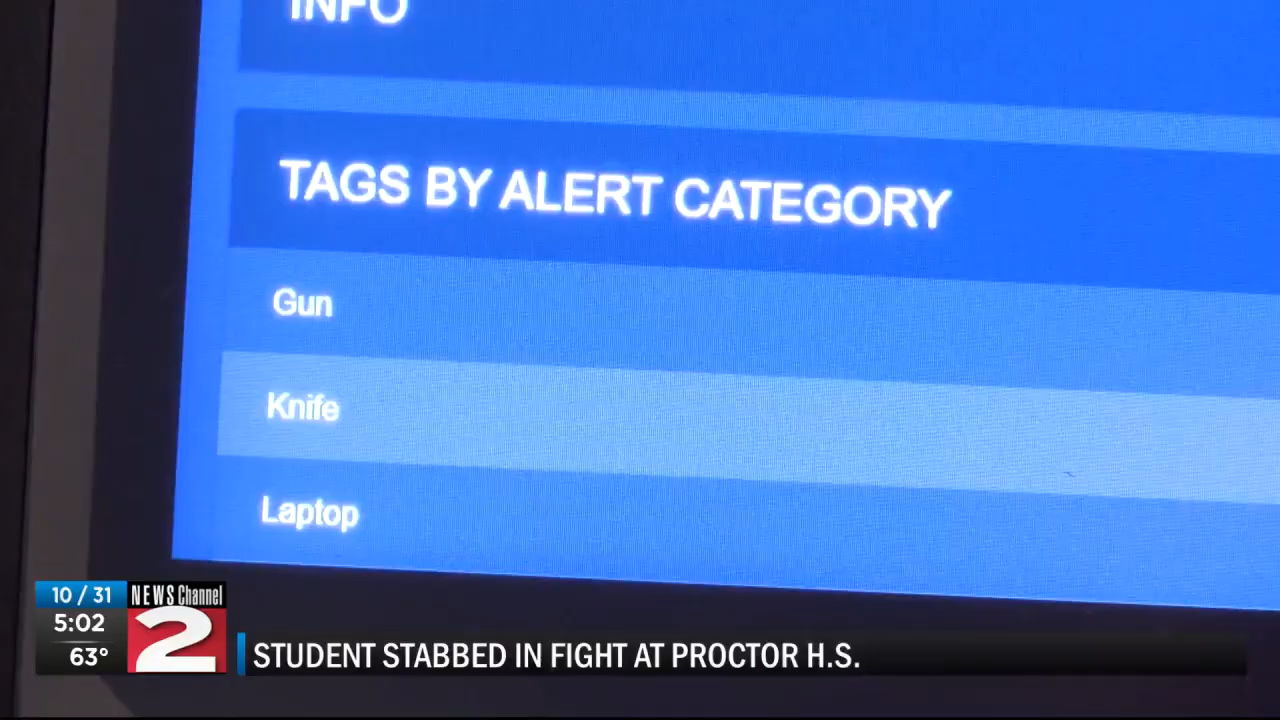 INFO
TAGS BY ALERT CATEGORY
Gun
Knife
Laptop
10 / 31
NEWS Channel
5:02
2
63°
STUDENT STABBED IN FIGHT AT PROCTOR H.S.